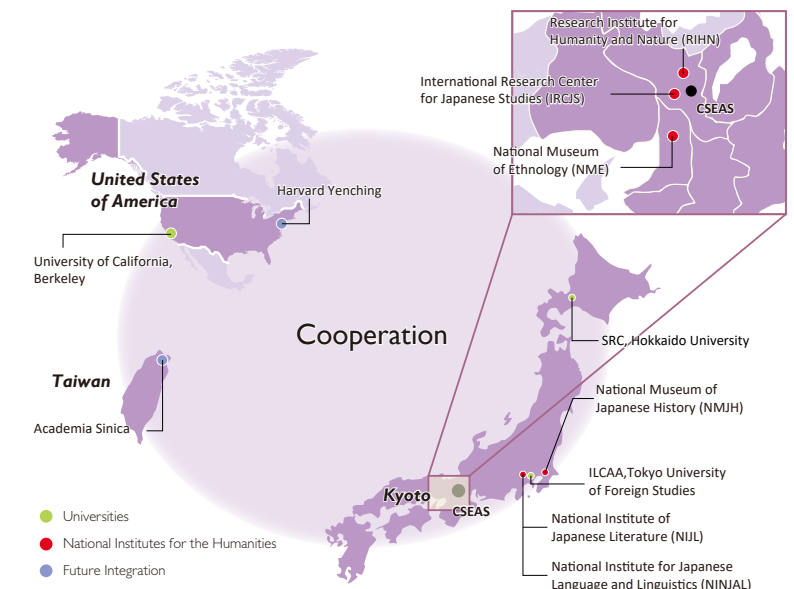 Research Institute for
Humanity and Nature (RIHN)
International Research Center
for Japanese Studies (IRCJS)
CSEAS
National Museum
of Ethnology (NME)
United States
of America
Harvard Yenching
University of California,
Berkeley
Cooperation
SRC, Hokkaido University
Taiwan
Academia Sinica
National Museum of
Japanese History (NMJH)
ILCAA,Tokyo University
of Foreign Studies
Kyoto
CSEAS
National Institute of
Japanese Literature (NIJL)
National Institute for Japanese
Language and Linguistics (NINJAL)
Universities
National Institutes for the Humanities
Future Integration